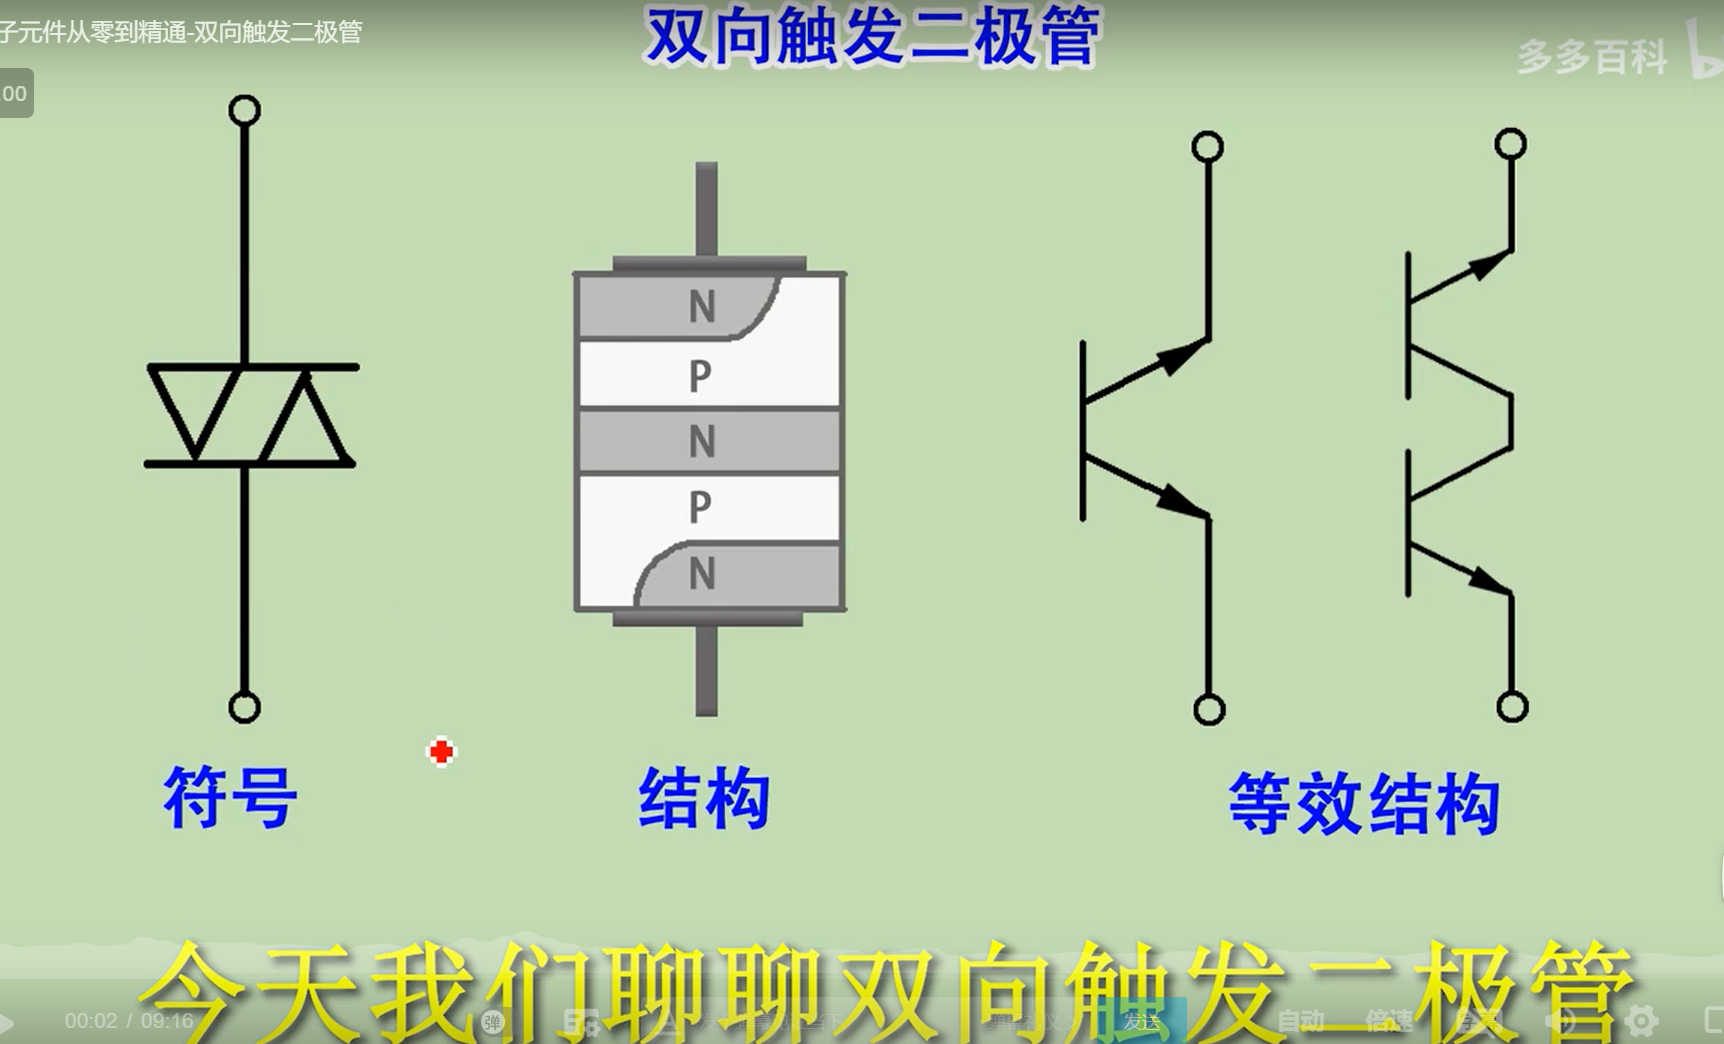 子元件从零到精通-双向触发二极管
双向触发二极管
多多百科
.00
N
P
N
P
N
符号
结构
等效结构
今天我们聊聊双向触发二极管
00:02 / 09:16
弹
发送
自动
倍速